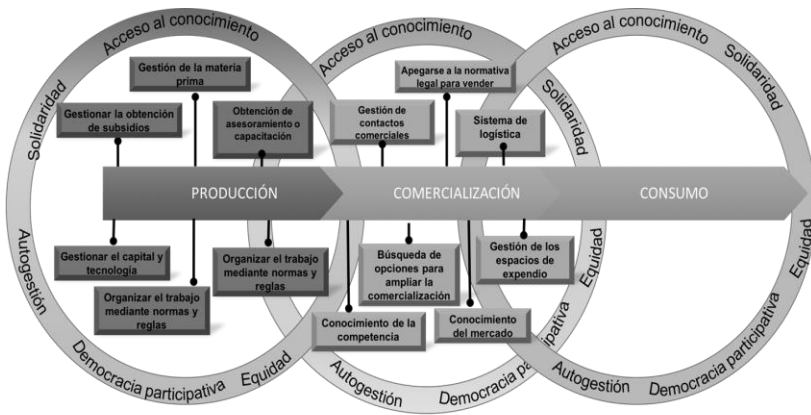 Acceso al conocimiento
Solidaridad
Autogestión
Democracia participativa
Equidad
Gestión de la materia
prima
Gestionar la obtención
de subsidios
Obtención de
asesoramiento o
capacitación
PRODUCCIÓN
Gestionar el capital y
tecnología
Organizar el trabajo
mediante normas y
reglas
Organizar el trabajo
mediante normas y
reglas
Acceso al conocimiento
Solidaridad
Equidad
Autogestión
Democracia participativa
Apegarse a la normativa
legal para vender
Gestión de
contactos
comerciales
Sistema de
logística
COMERCIALIZACIÓN
Búsqueda de
opciones para
ampliar la
comercialización
Gestión de los
espacios de
expendio
Conocimiento de la
competencia
Conocimiento
del mercado
Acceso al conocimiento
Solidaridad
CONSUMO
Equidad
Autogestión
Democracia participativa